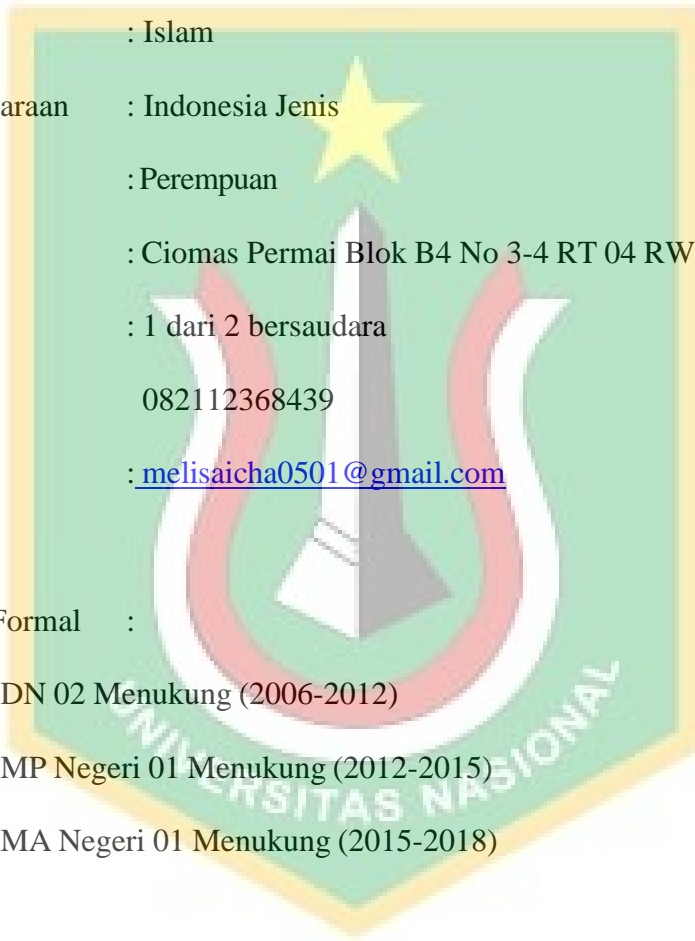 : Islam
araan : Indonesia Jenis
: Perempuan
: Ciomas Permai Blok B4 No 3-4 RT 04 RW
: 1 dari 2 bersaudara
082112368439
: melisaicha0501@gmail.com
Formal :
DN 02 Menukung (2006-2012)
MP Negeri 01 Menukung (2012-2015)
MA Negeri 01 Menukung (2015-2018)
UNIVERSITAS NASIONAL